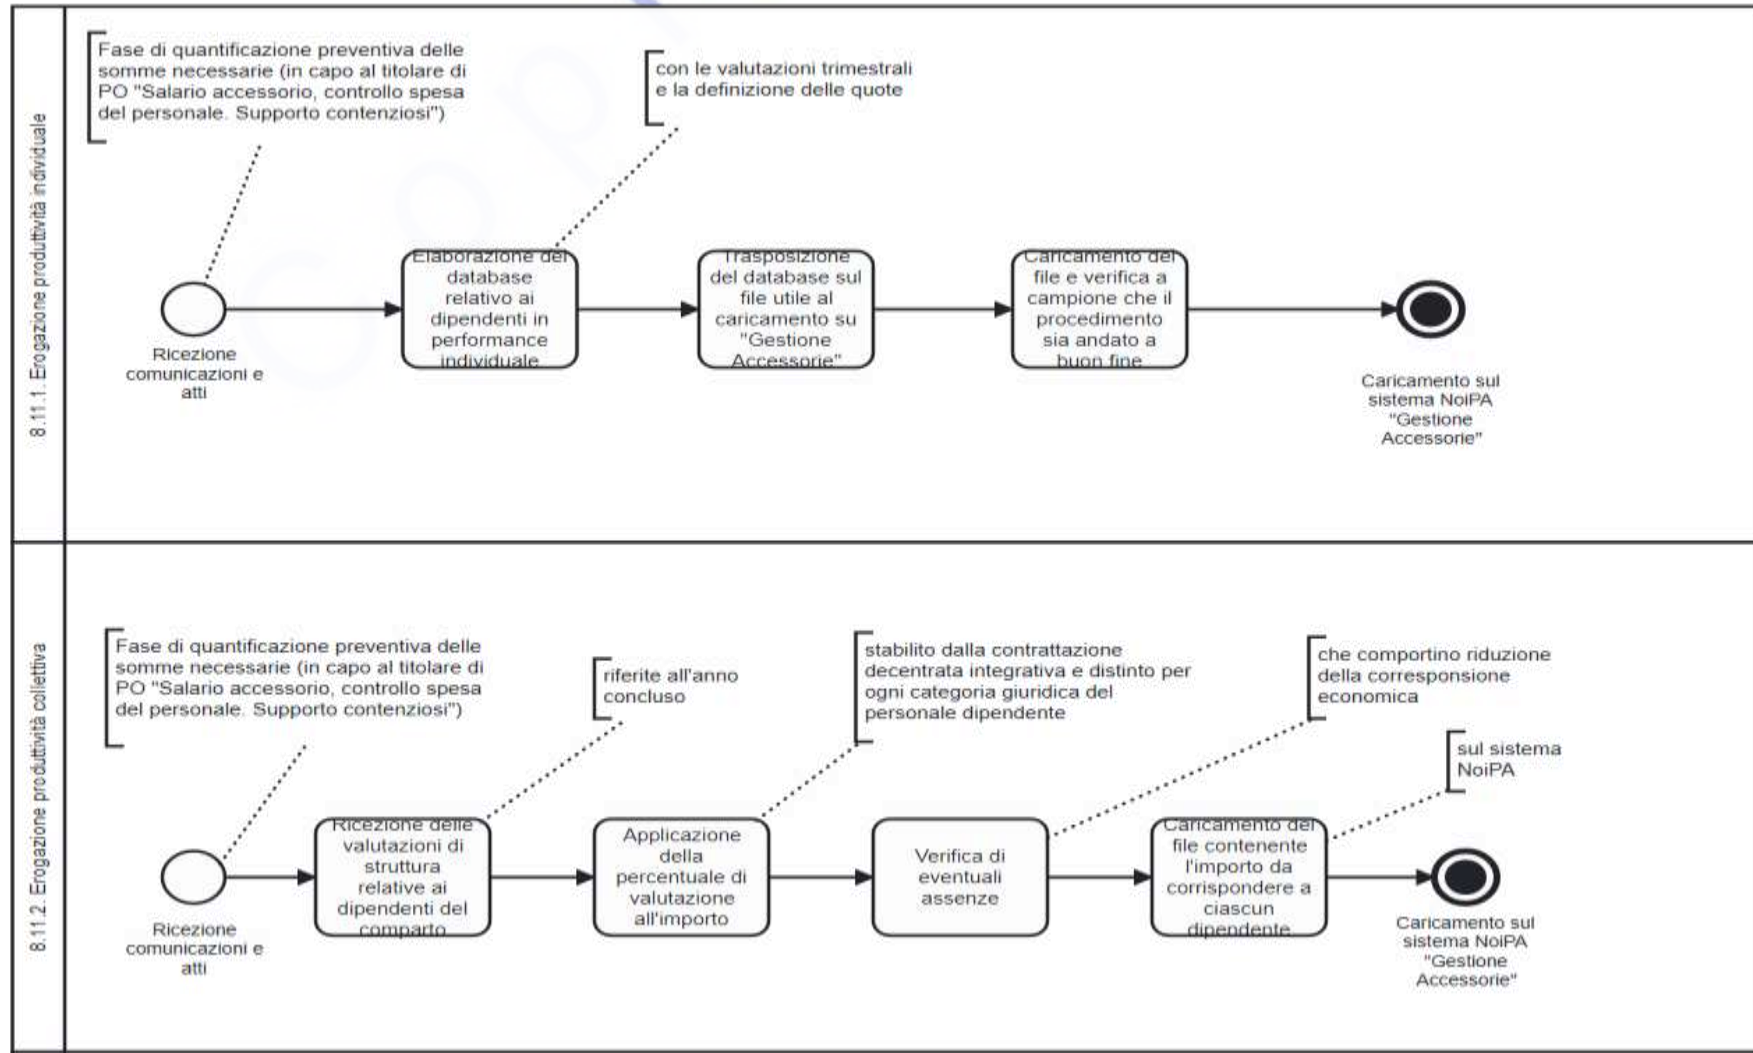 8.11.1. Erogazione produttività individuale
Fase di quantificazione preventiva delle
somme necessarie (in capo al titolare di
PO "Salario accessorio, controllo spesa
del personale. Supporto contenziosi")
con le valutazioni trimestrali
e la definizione delle quote
Ricezione
comunicazioni e
atti
Elaborazione del
database
relativo ai
dipendenti in
performance
individuale
Trasposizione
del database sul
file utile al
caricamento su
"Gestione
Accessorie"
Caricamento del
file e verifica a
campione che il
procedimento
sia andato a
buon fine
Caricamento sul
sistema NoiPA
"Gestione
Accessorie"
8.11.2. Erogazione produttività collettiva
Fase di quantificazione preventiva delle
somme necessarie (in capo al titolare di
PO "Salario accessorio, controllo spesa
del personale. Supporto contenziosi")
riferite all'anno
concluso
stabilito dalla contrattazione
decentrata integrativa e distinto per
ogni categoria giuridica del
personale dipendente
che comportino riduzione
della corresponsione
economica
sul sistema
NoiPA
Ricezione
comunicazioni e
atti
Ricezione delle
valutazioni di
struttura
relative ai
dipendenti del
comparto
Applicazione
della
percentuale di
valutazione
all'importo
Verifica di
eventuali
assenze
Caricamento del
file contenente
l'importo da
corrispondere a
ciascun
dipendente
Caricamento sul
sistema NoiPA
"Gestione
Accessorie"